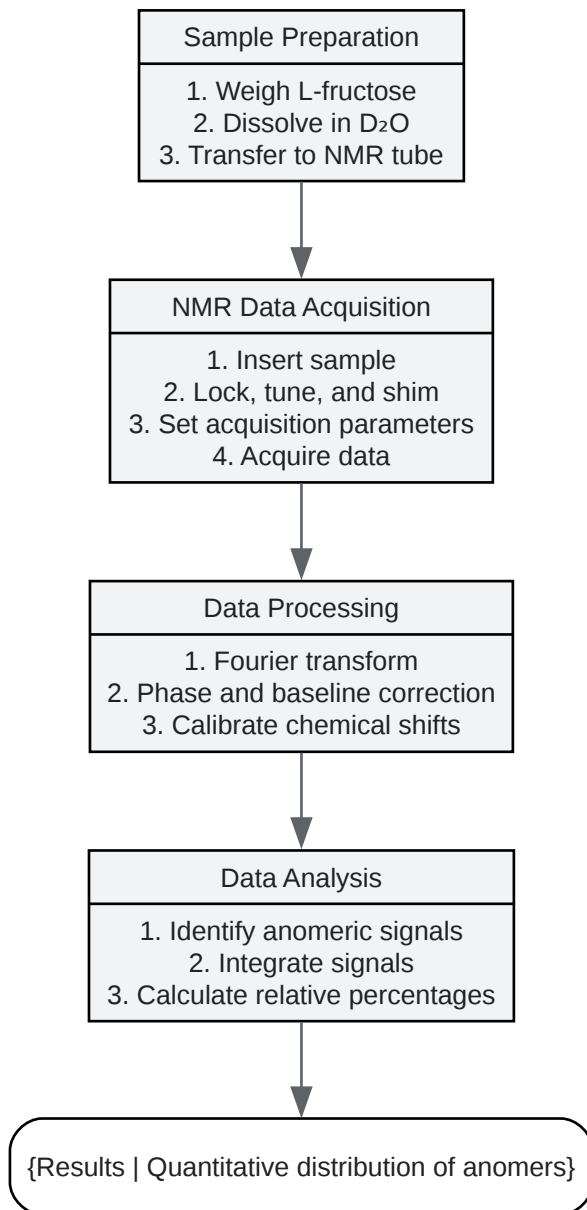 Sample Preparation
1. Weigh L-fructose
2. Dissolve in D₂O
3. Transfer to NMR tube
NMR Data Acquisition
1. Insert sample
2. Lock, tune, and shim
3. Set acquisition parameters
4. Acquire data
Data Processing
1. Fourier transform
2. Phase and baseline correction
3. Calibrate chemical shifts
Data Analysis
1. Identify anomeric signals
2. Integrate signals
3. Calculate relative percentages
{Results | Quantitative distribution of anomers}